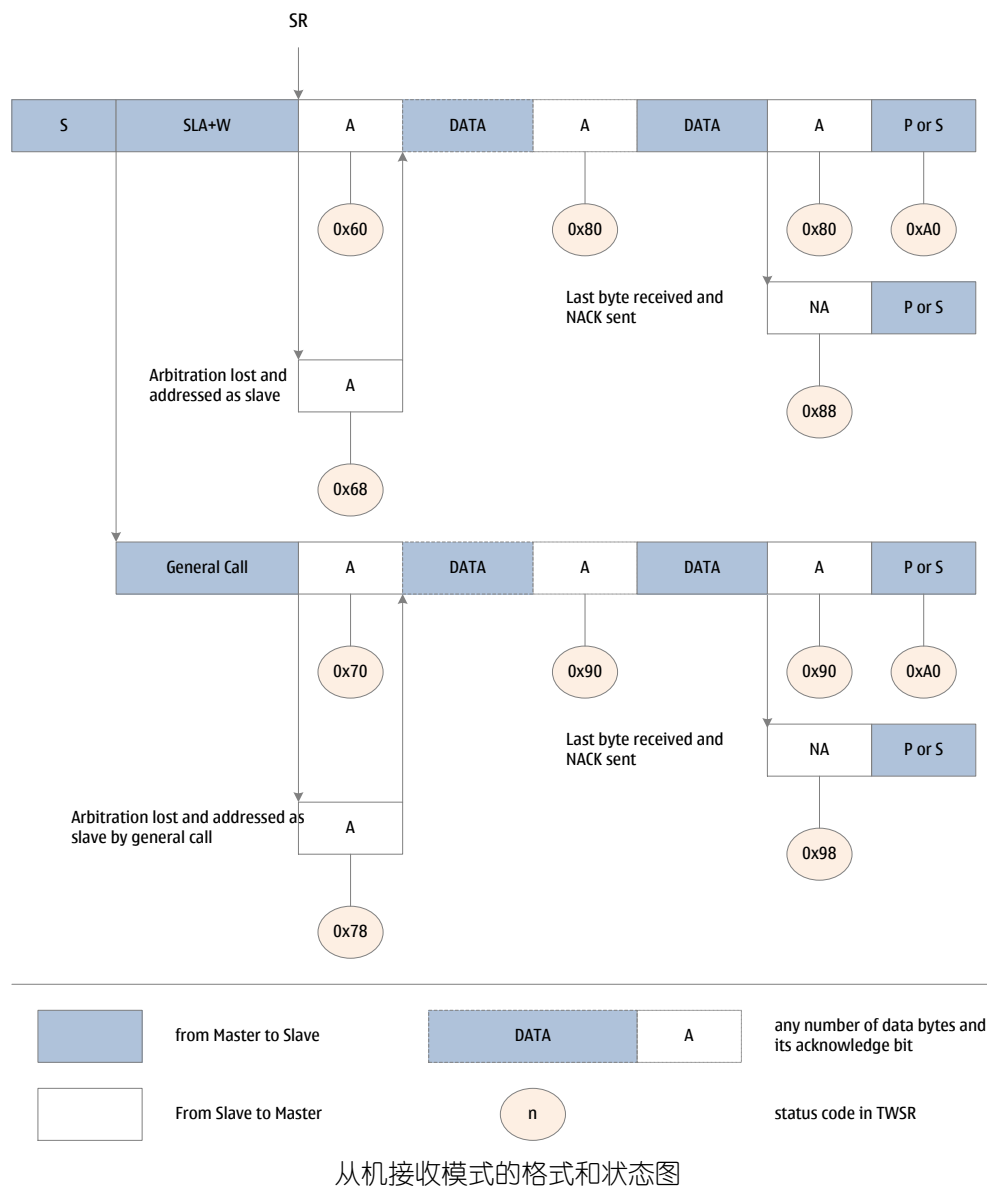 SR
S SLA+W A DATA A DATA A P or S
0x60 0x80 0x80 0xA0
Last byte received and
NACK sent
NA P or S
Arbitration lost and
addressed as slave
A
0x88
0x68
General Call A DATA A DATA A P or S
0x70 0x90 0x90 0xA0
Last byte received and
NACK sent
NA P or S
Arbitration lost and addressed as
slave by general call
A
0x98
0x78
from Master to Slave
DATA A
any number of data bytes and
its acknowledge bit
From Slave to Master
n
status code in TWSR
从机接收模式的格式和状态图